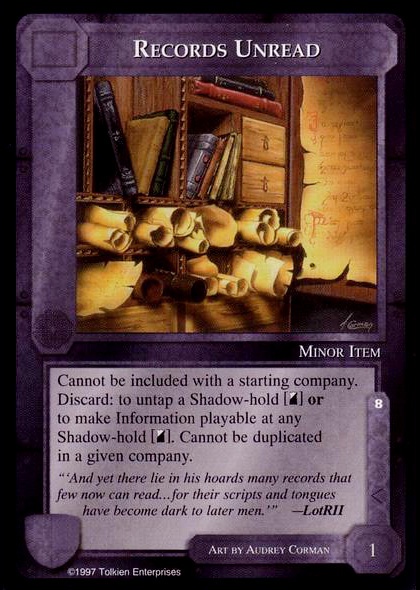 RECORDS UNREAD
A Corman
MINOR ITEM
Cannot be included with a starting company.
Discard: to untap a Shadow-hold [] or
to make Information playable at any
Shadow-hold []. Cannot be duplicated
in a given company.
8
"'And yet there lie in his hoards many records that
few now can read...for their scripts and tongues
have become dark to later men.'" —LotRII
ART BY AUDREY CORMAN
1
©1997 Tolkien Enterprises